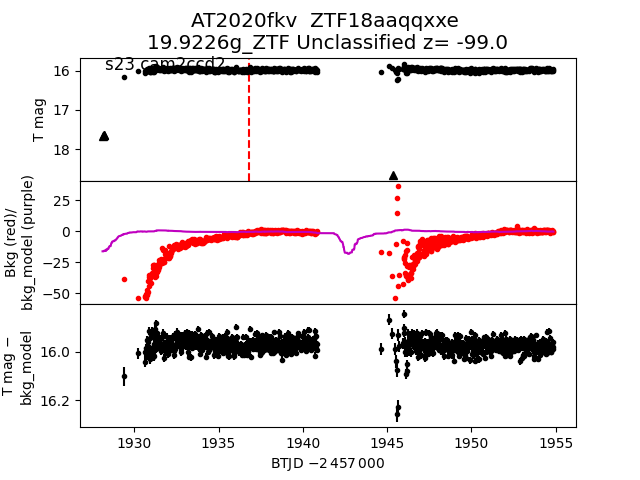 AT2020fkv  ZTF18aaqqxxe
19.9226g_ZTF Unclassified z= -99.0
s23 cam2ccd2
T mag
16
17
18
Bkg (red)/
bkg_model (purple)
25
0
−25
−50
T mag −
bkg_model
16.0
16.2
1930 1935 1940 1945 1950 1955
BTJD −2 457 000